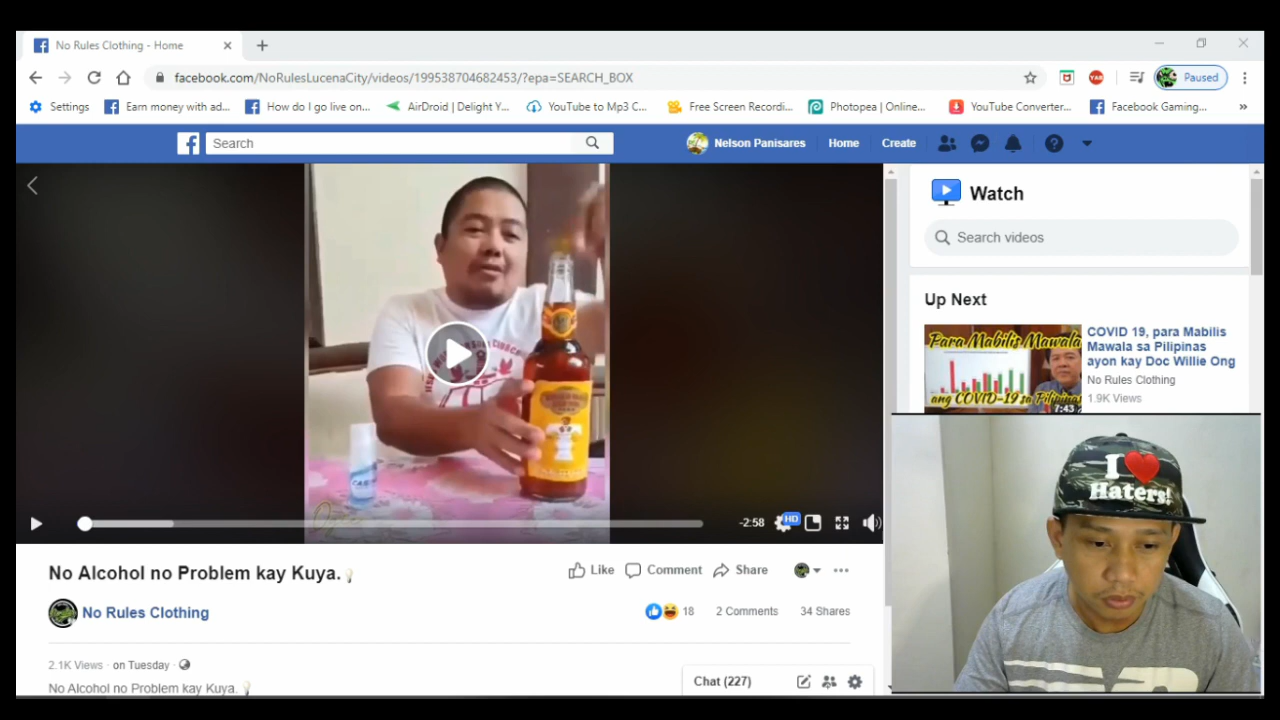 No Rules Clothing - Home
facebook.com/NoRulesLucenaCity/videos/199538704682453/?epa=SEARCH_BOX
Paused
Settings
Earn money with ad...
How do I go live on...
AirDroid | Delight Y...
YouTube to Mp3 C...
Free Screen Recordi...
Photopea | Online...
YouTube Converter...
Facebook Gaming...
Search
Nelson Panisares
Home
Create
Watch
Search videos
Up Next
Para Mabilis Mawala
ang COVID-19 sa Pilipinas
7:43
COVID 19, para Mabilis
Mawala sa Pilipinas
ayon kay Doc Willie Ong
No Rules Clothing
1.9K Views
-2:58
HD
No Alcohol no Problem kay Kuya.
Like
Comment
Share
No Rules Clothing
18
2 Comments
34 Shares
2.1K Views · on Tuesday ·
No Alcohol no Problem kay Kuya.
Chat (227)
I
Haters!